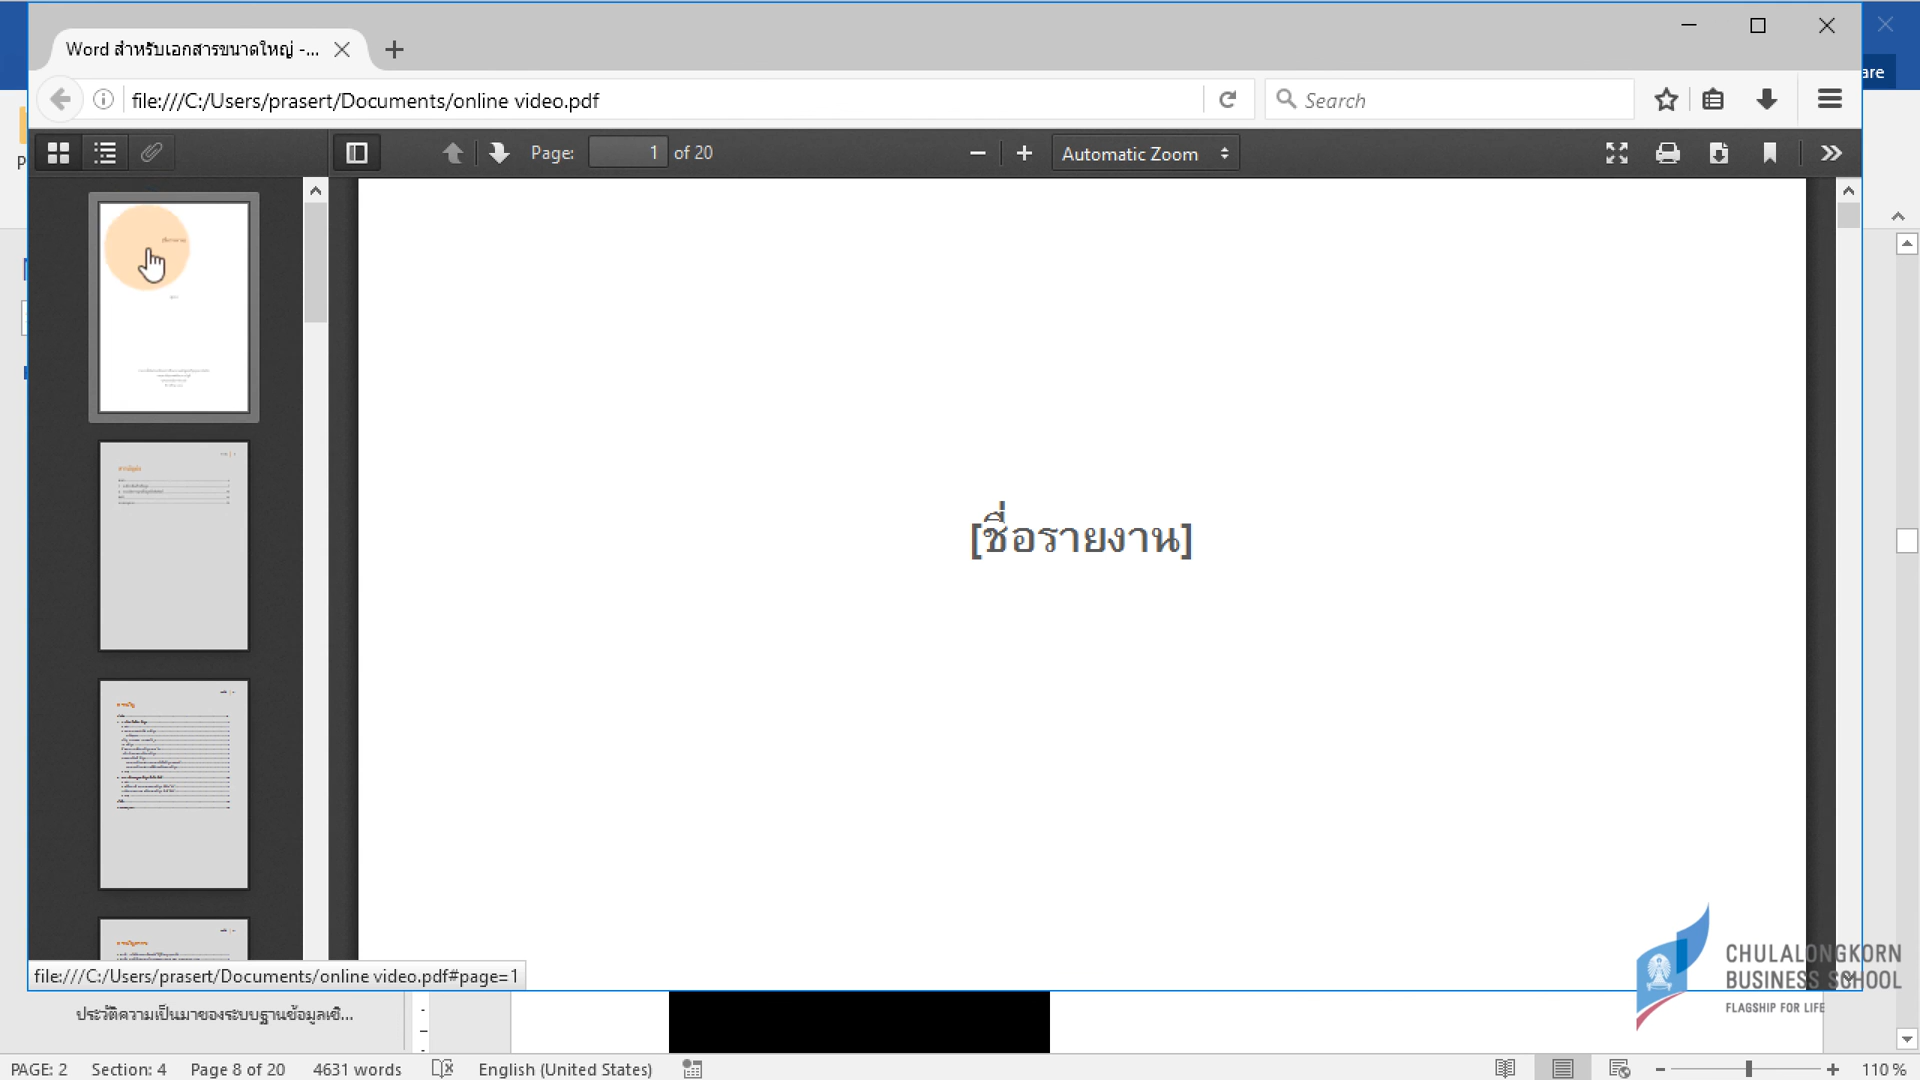 Word สำหรับเอกสารขนาดใหญ่ -...
are
file:///C:/Users/prasert/Documents/online video.pdf
Search
Page: 1 of 20
Automatic Zoom
[ชื่อรายงาน]
file:///C:/Users/prasert/Documents/online video.pdf#page=1
ประวัติความเป็นมาของระบบฐานข้อมูลเชิ...
CHULALONGKORN
BUSINESS SCHOOL
FLAGSHIP FOR LIFE
PAGE: 2 Section: 4 Page 8 of 20 4631 words English (United States) 110 %